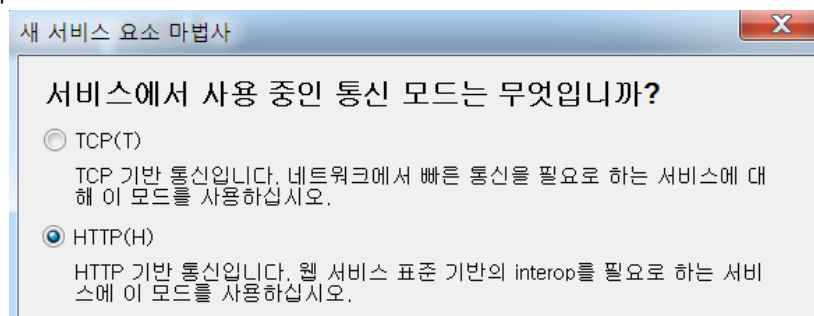 새 서비스 요소 마법사
서비스에서 사용 중인 통신 모드는 무엇입니까?
TCP(T)
TCP 기반 통신입니다. 네트워크에서 빠른 통신을 필요로 하는 서비스에 대
해 이 모드를 사용하십시오.
HTTP(H)
HTTP 기반 통신입니다. 웹 서비스 표준 기반의 interop를 필요로 하는 서비
스에 이 모드를 사용하십시오.